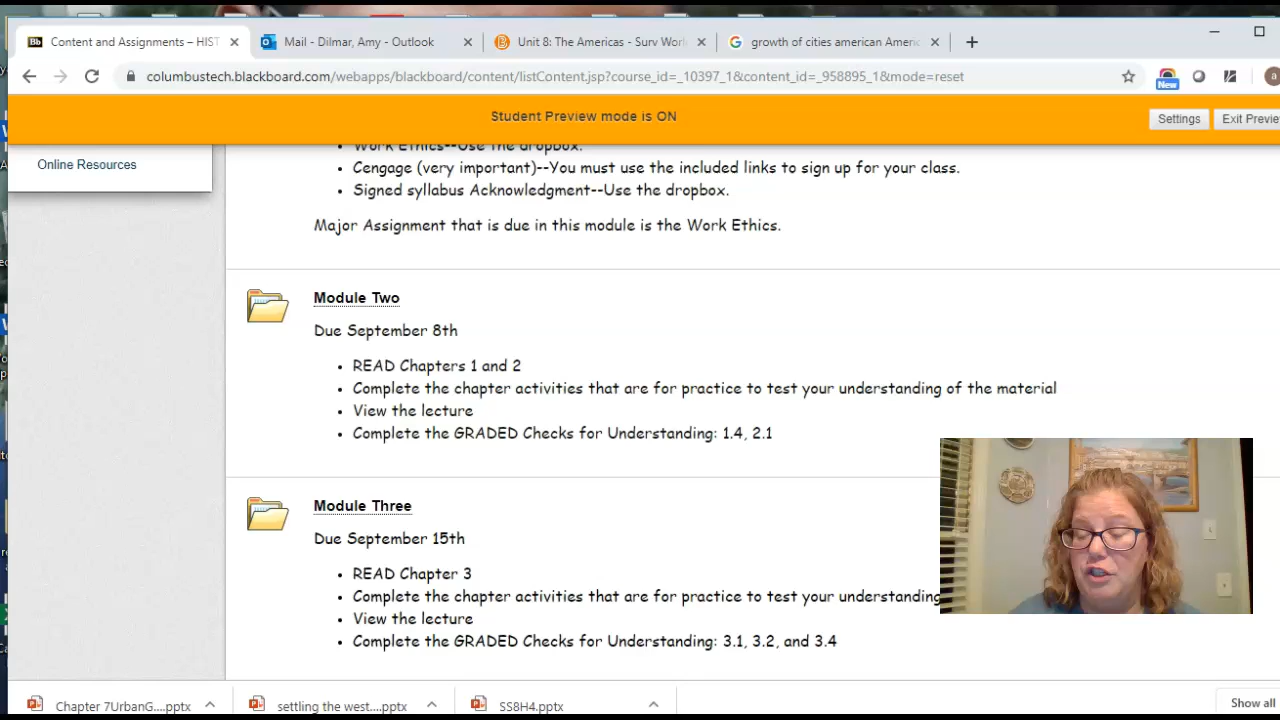 Content and Assignments – HIST
Mail - Dilmar, Amy - Outlook
Unit 8: The Americas - Surv Worl
growth of cities american Ameri
columbustech.blackboard.com/webapps/blackboard/content/listContent.jsp?course_id=_10397_1&content_id=_958895_1&mode=reset
New
a
Student Preview mode is ON
Settings
Exit Previe
Online Resources
• Work Ethics--Use the dropbox.
• Cengage (very important)--You must use the included links to sign up for your class.
• Signed syllabus Acknowledgment--Use the dropbox.
Major Assignment that is due in this module is the Work Ethics.
Module Two
Due September 8th
• READ Chapters 1 and 2
• Complete the chapter activities that are for practice to test your understanding of the material
• View the lecture
• Complete the GRADED Checks for Understanding: 1.4, 2.1
Module Three
Due September 15th
• READ Chapter 3
• Complete the chapter activities that are for practice to test your understanding
• View the lecture
• Complete the GRADED Checks for Understanding: 3.1, 3.2, and 3.4
Chapter 7UrbanG....pptx
settling the west....pptx
SS8H4.pptx
Show all